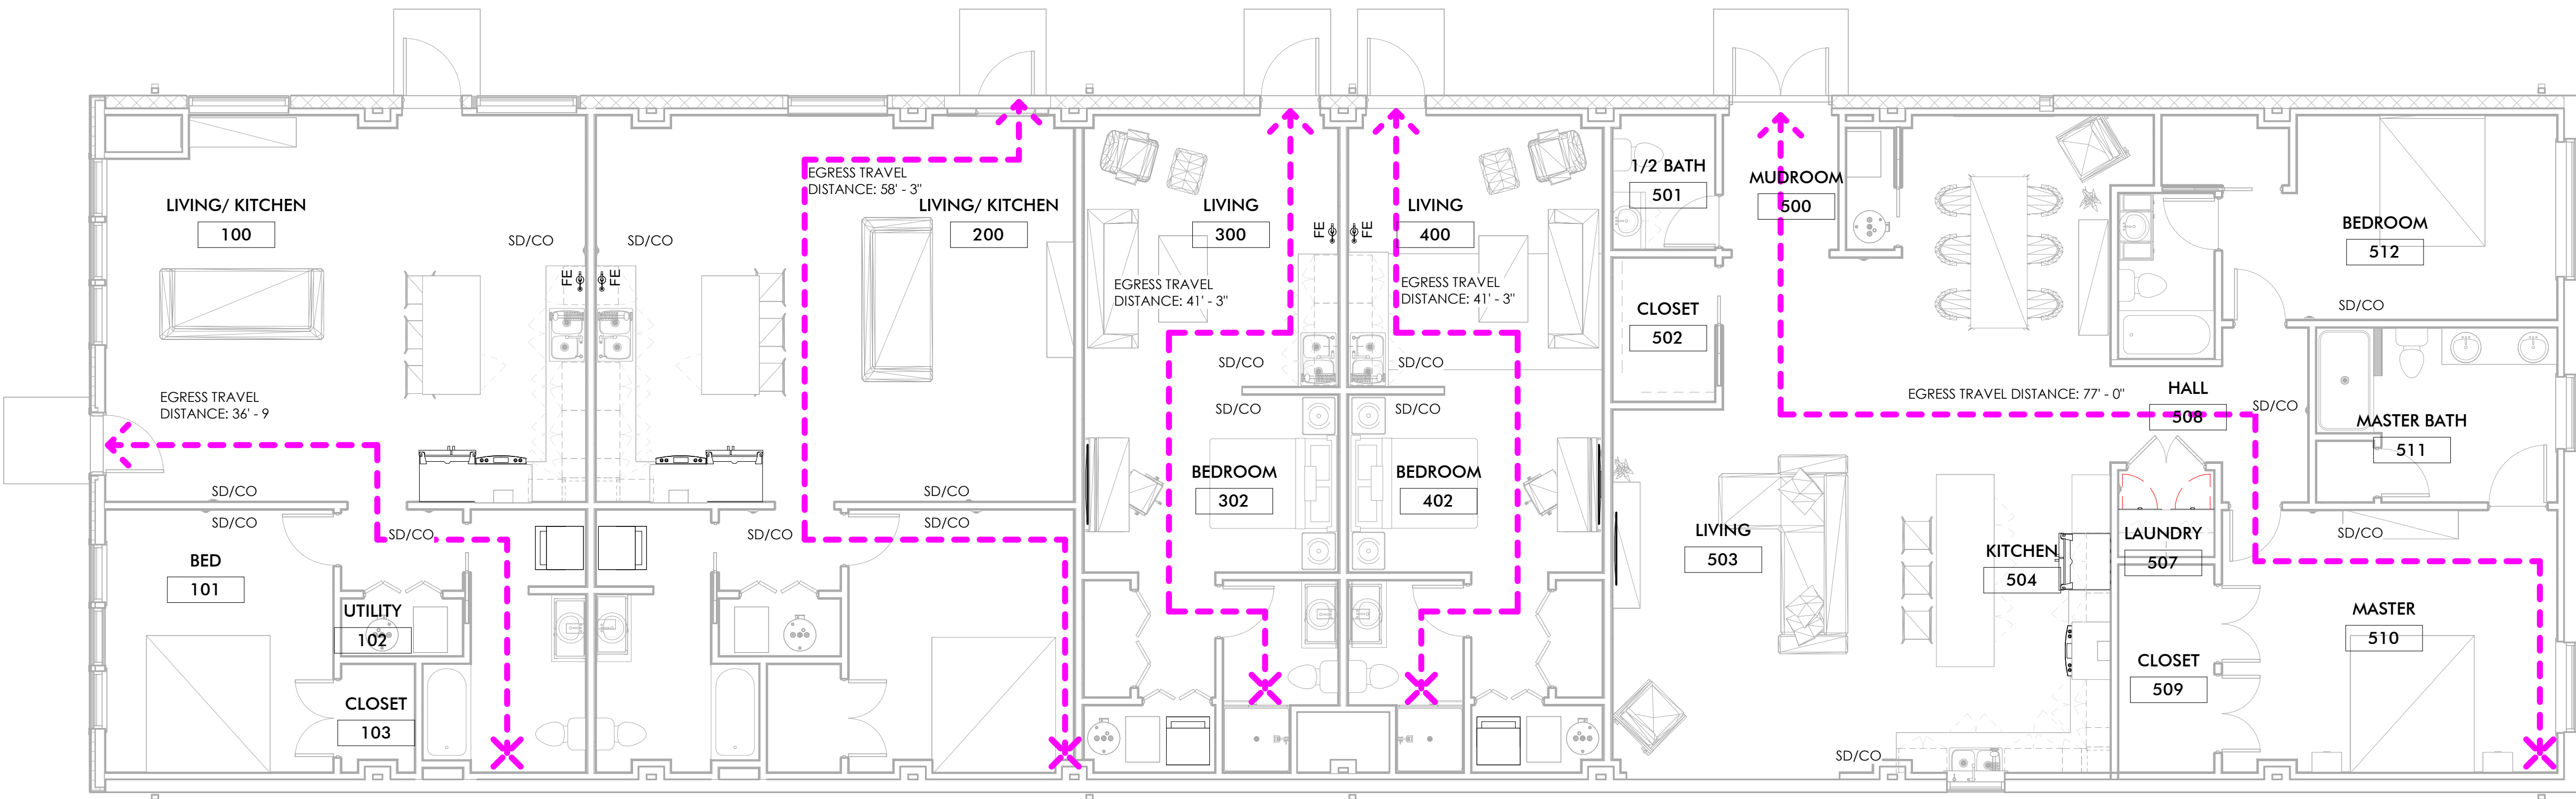 LIVING/ KITCHEN
100
SD/CO
FE
EGRESS TRAVEL
DISTANCE: 36' - 9
SD/CO
SD/CO
SD/CO
BED
101
UTILITY
102
CLOSET
103
EGRESS TRAVEL
DISTANCE: 58' - 3"
LIVING/ KITCHEN
200
SD/CO
FE
SD/CO
SD/CO
SD/CO
LIVING
300
FE
EGRESS TRAVEL
DISTANCE: 41' - 3"
SD/CO
SD/CO
BEDROOM
302
LIVING
400
FE
EGRESS TRAVEL
DISTANCE: 41' - 3"
SD/CO
SD/CO
BEDROOM
402
1/2 BATH
501
MUDROOM
500
CLOSET
502
EGRESS TRAVEL DISTANCE: 77' - 0"
LIVING
503
KITCHEN
504
SD/CO
HALL
508
SD/CO
LAUNDRY
507
CLOSET
509
BEDROOM
512
SD/CO
MASTER BATH
511
SD/CO
MASTER
510